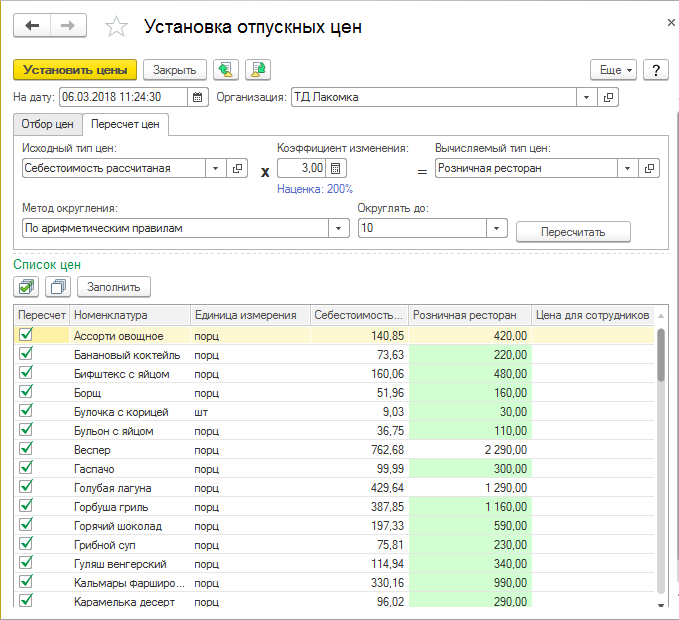 Установка отпускных цен
Установить цены Закрыть Еще ?
На дату: 06.03.2018 11:24:30 Организация: ТД Лакомка
Отбор цен Пересчет цен
Исходный тип цен: Коэффициент изменения: Вычисляемый тип цен:
Себестоимость рассчитаная x 3,00 = Розничная ресторан
Наценка: 200%
Метод округления: Округлять до:
По арифметическим правилам 10 Пересчитать
Список цен
Заполнить
Пересчет Номенклатура Единица измерения Себестоимость... Розничная ресторан Цена для сотрудников
Ассорти овощное порц 140,85 420,00
Банановый коктейль порц 73,63 220,00
Бифштекс с яйцом порц 160,06 480,00
Борщ порц 51,96 160,00
Булочка с корицей шт 9,03 30,00
Бульон с яйцом порц 36,75 110,00
Веспер порц 762,68 2 290,00
Гаспачо порц 99,99 300,00
Голубая лагуна порц 429,64 1 290,00
Горбуша гриль порц 387,85 1 160,00
Горячий шоколад порц 197,33 590,00
Грибной суп порц 75,81 230,00
Гуляш венгерский порц 114,94 340,00
Кальмары фарширо... порц 330,16 990,00
Карамелька десерт порц 96,02 290,00